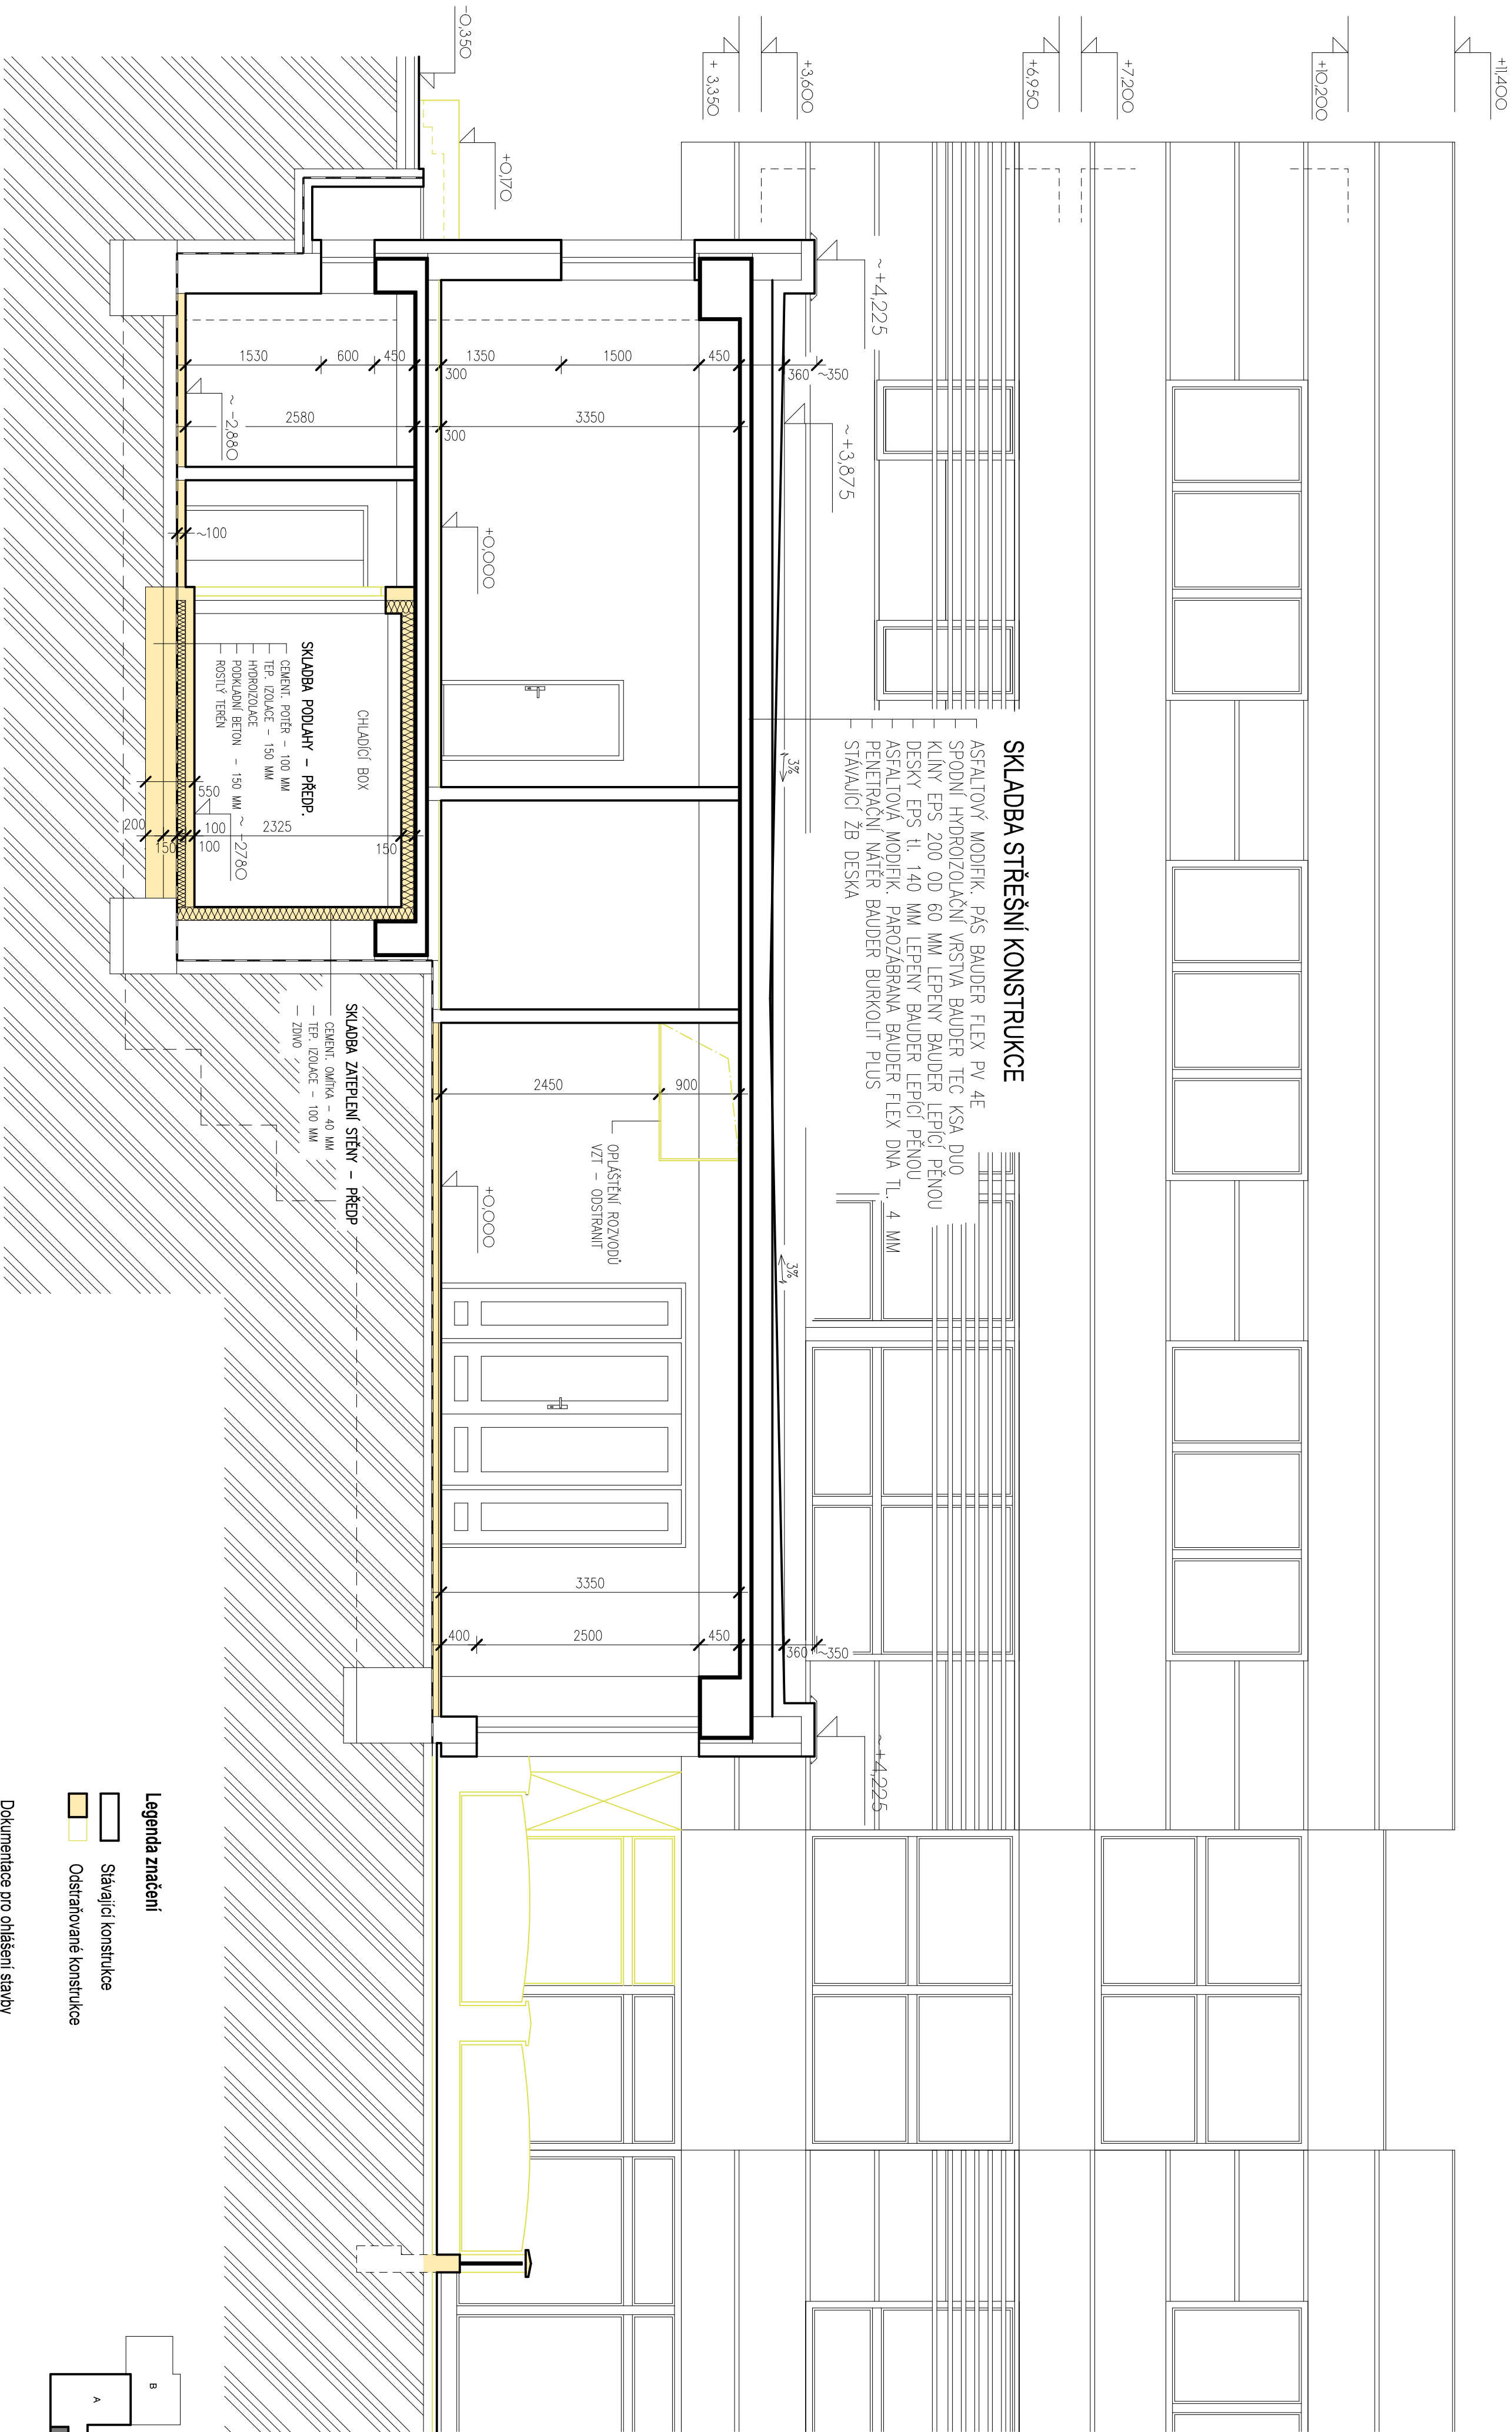 +11,400
+10,200
+7,200
+6,950
+3,600
+ 3,350
+0,170
-0,350
~ +4,225
~ +3,875
SKLADBA STŘEŠNÍ KONSTRUKCE
ASFALTOVÝ MODIFIK. PÁS BAUDER FLEX PV 4E
SPODNÍ HYDROIZOLAČNÍ VRSTVA BAUDER TEC KSA DUO
KLÍNY EPS 200 OD 60 MM LEPENY BAUDER LEPÍCÍ PĚNOU
DESKY EPS tl. 140 MM LEPENY BAUDER LEPÍCÍ PĚNOU
ASFALTOVÁ MODIFIK. PAROZÁBRANA BAUDER FLEX DNA TL. 4 MM
PENETRAČNÍ NÁTĚR BAUDER BURKOLIT PLUS
STÁVAJÍCÍ ŽB DESKA
3%
3%
~ +4,225
360 ~350
450
1500
1350
300
450
600
1530
3350
300
2580
~ -2,880
~100
+0,000
CHLADÍCÍ BOX
SKLADBA PODLAHY – PŘEDP.
CEMENT. POTĚR – 100 MM
TEP. IZOLACE – 150 MM
HYDROIZOLACE
PODKLADNÍ BETON – 150 MM
ROSTLÝ TERÉN
~ -2780
550
2325
150
100
100
150
200
SKLADBA ZATEPLENÍ STĚNY – PŘEDP
CEMENT. OMÍTKA – 40 MM
TEP. IZOLACE – 100 MM
ZDIVO
900
2450
OPLÁŠTĚNÍ ROZVODŮ
VZT – ODSTRANIT
+0,000
3350
360 ~350
450
2500
400
Legenda značení
Stávající konstrukce
Odstraňované konstrukce
Dokumentace pro ohlášení stavby
B
A